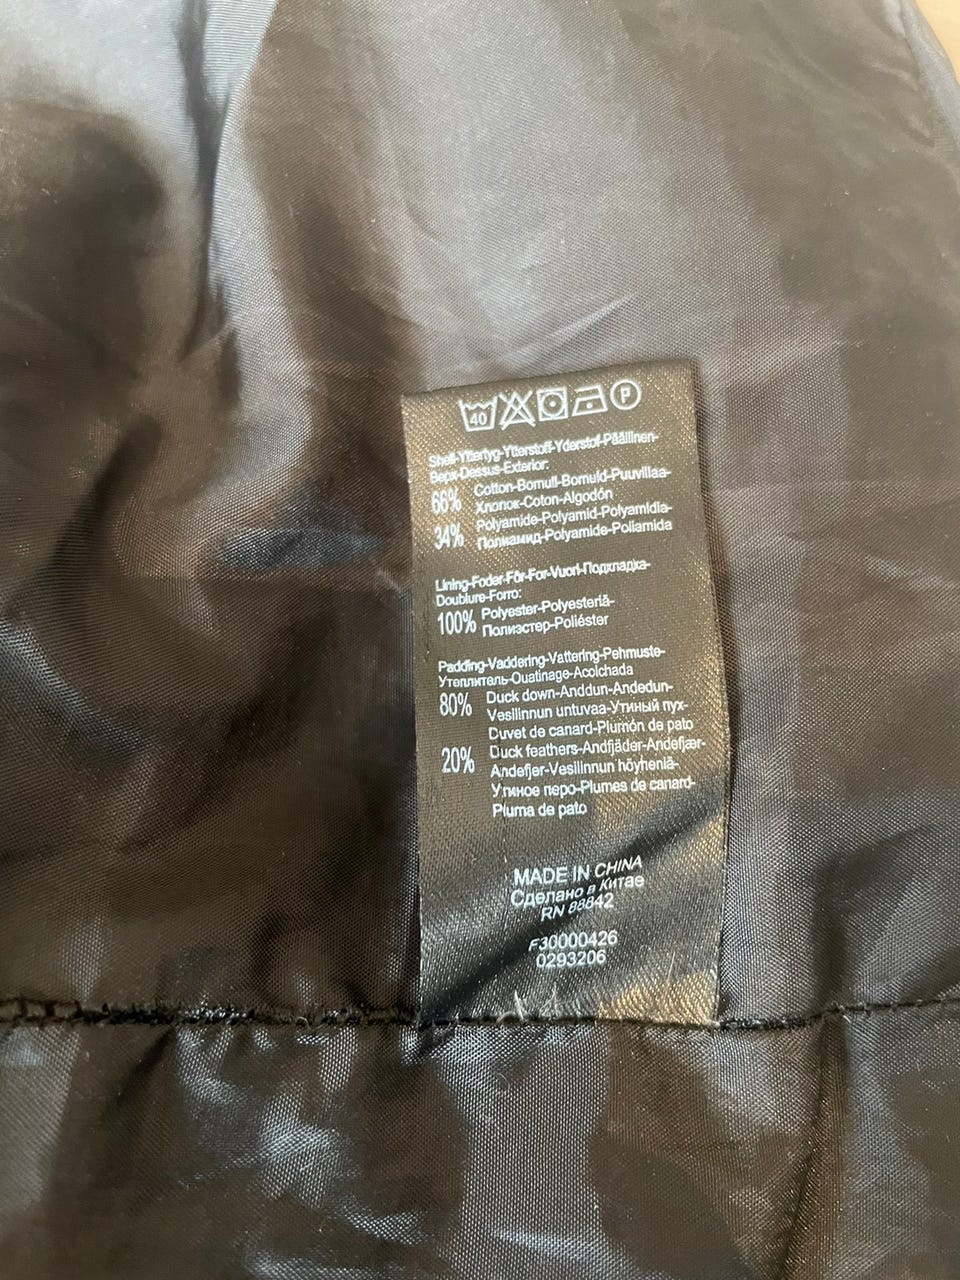 40 P
Shell-Yttertyg-Ytterstoff-Yderstof-Päällinen-
Верх-Dessus-Exterior:
66% Cotton-Bomull-Bomuld-Puuvillaa-
Хлопок-Coton-Algodón
34% Polyamide-Polyamid-Polyamidia-
Полиамид-Polyamide-Poliamida
Lining-Foder-Fôr-For-Vuori-Подкладка-
Doublure-Forro:
100% Polyester-Polyesteriä-
Полиэстер-Poliéster
Padding-Vaddering-Vattering-Pehmuste-
Утеплитель-Ouatinage-Acolchada
80% Duck down-Anddun-Andedun-
Vesilinnun untuvaa-Утиный пух-
Duvet de canard-Plumón de pato
20% Duck feathers-Andfjäder-Andefjær-
Andefjer-Vesilinnun höyheniä-
Утиное перо-Plumes de canard-
Pluma de pato
MADE IN CHINA
Сделано в Китае
RN 88842
F30000426
0293206